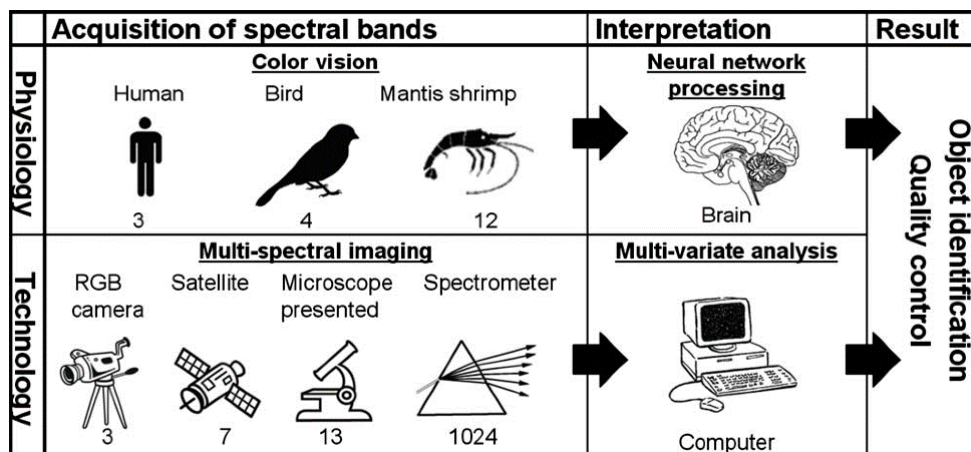 Acquisition of spectral bands
Interpretation
Result
Physiology
Color vision
Human
Bird
Mantis shrimp
3
4
12
Neural network
processing
Brain
Technology
Multi-spectral imaging
RGB
camera
Satellite
Microscope
presented
Spectrometer
3
7
13
1024
Multi-variate analysis
Computer
Object identification
Quality control